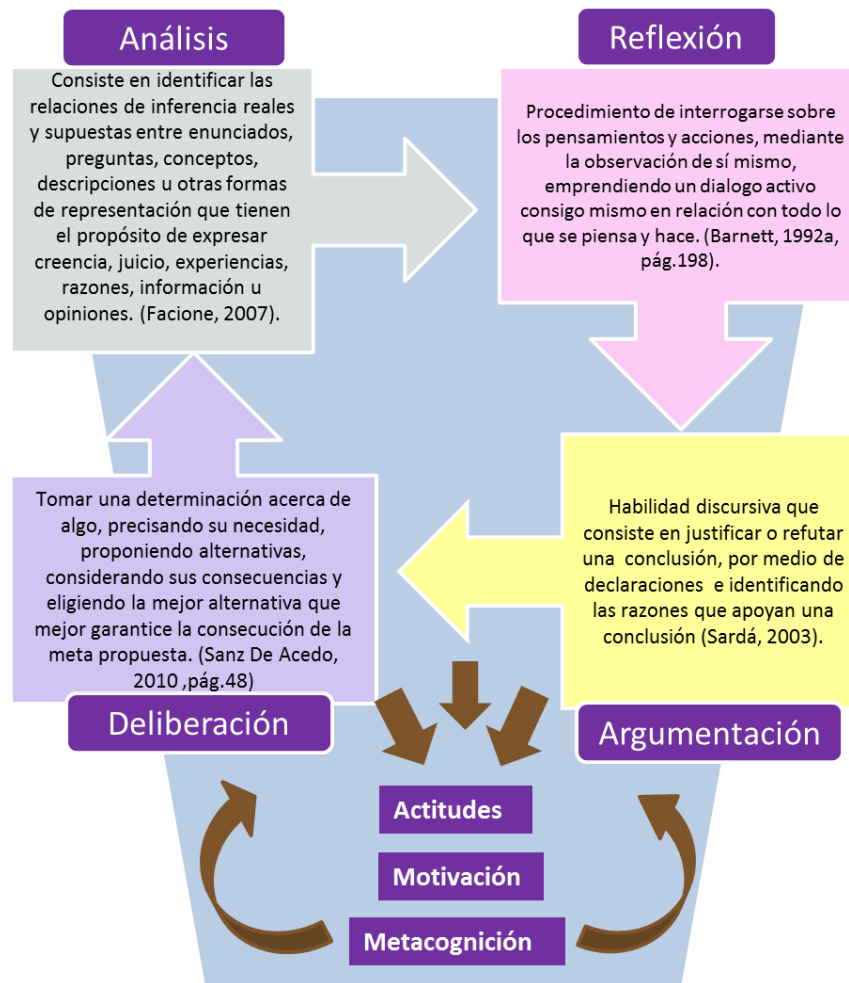 Análisis
Consiste en identificar las
relaciones de inferencia reales
y supuestas entre enunciados,
preguntas, conceptos,
descripciones u otras formas
de representación que tienen
el propósito de expresar
creencia, juicio, experiencias,
razones, información u
opiniones. (Facione, 2007).
Reflexión
Procedimiento de interrogarse sobre
los pensamientos y acciones, mediante
la observación de sí mismo,
emprendiendo un dialogo activo
consigo mismo en relación con todo lo
que se piensa y hace. (Barnett, 1992a,
pág.198).
Tomar una determinación acerca de
algo, precisando su necesidad,
proponiendo alternativas,
considerando sus consecuencias y
eligiendo la mejor alternativa que
mejor garantice la consecución de la
meta propuesta. (Sanz De Acedo,
2010 ,pág.48)
Deliberación
Habilidad discursiva que
consiste en justificar o refutar
una conclusión, por medio de
declaraciones e identificando
las razones que apoyan una
conclusión (Sardá, 2003).
Argumentación
Actitudes
Motivación
Metacognición